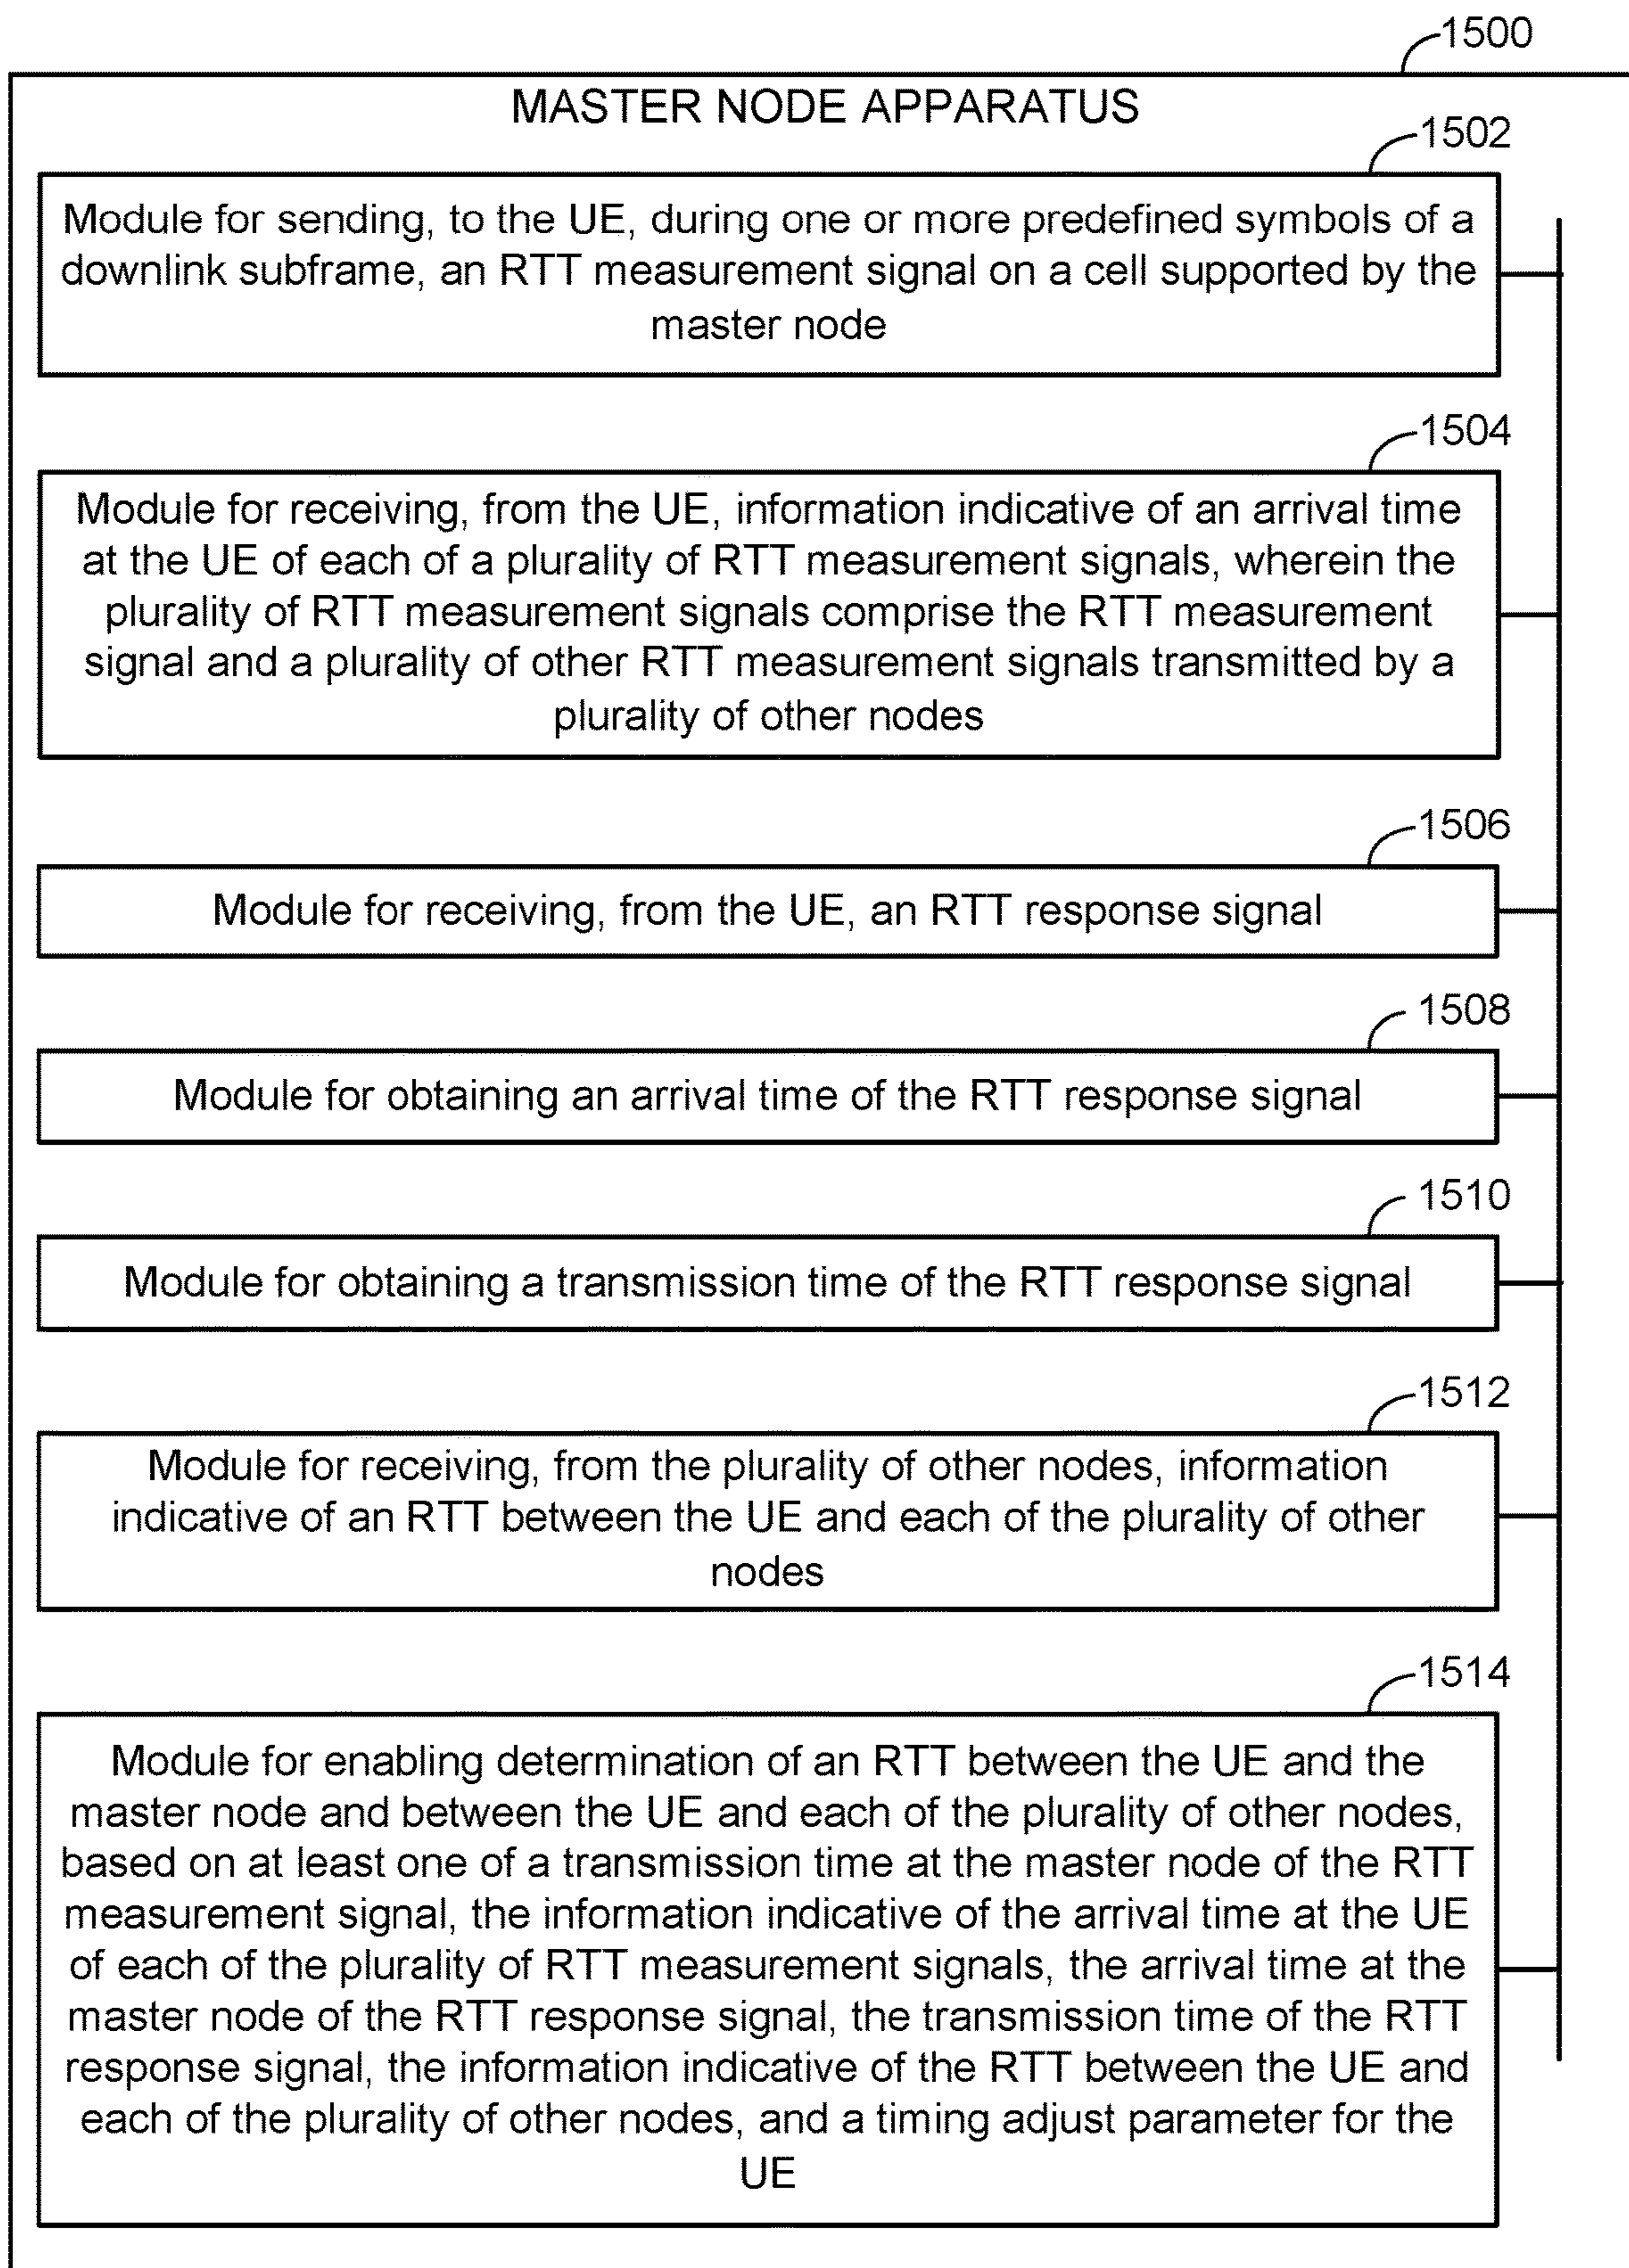 1500
MASTER NODE APPARATUS
1502
Module for sending, to the UE, during one or more predefined symbols of a
downlink subframe, an RTT measurement signal on a cell supported by the
master node
1504
Module for receiving, from the UE, information indicative of an arrival time
at the UE of each of a plurality of RTT measurement signals, wherein the
plurality of RTT measurement signals comprise the RTT measurement
signal and a plurality of other RTT measurement signals transmitted by a
plurality of other nodes
1506
Module for receiving, from the UE, an RTT response signal
1508
Module for obtaining an arrival time of the RTT response signal
1510
Module for obtaining a transmission time of the RTT response signal
1512
Module for receiving, from the plurality of other nodes, information
indicative of an RTT between the UE and each of the plurality of other
nodes
1514
Module for enabling determination of an RTT between the UE and the
master node and between the UE and each of the plurality of other nodes,
based on at least one of a transmission time at the master node of the RTT
measurement signal, the information indicative of the arrival time at the UE
of each of the plurality of RTT measurement signals, the arrival time at the
master node of the RTT response signal, the transmission time of the RTT
response signal, the information indicative of the RTT between the UE and
each of the plurality of other nodes, and a timing adjust parameter for the
UE